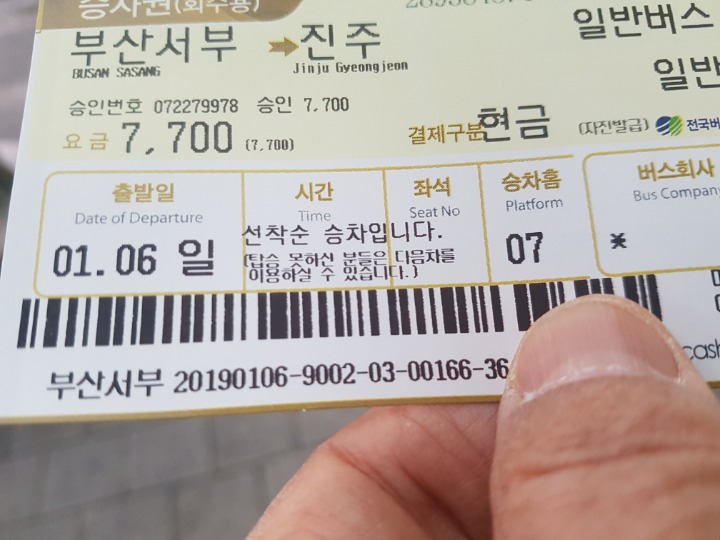 승차권(회수용)
부산서부 진주 일반버스
BUSAN SASANG Jinju Gyeongjeon 일반
승인번호 072279978 승인 7,700
요금 7,700 (7,700) 결제구분 현금 (자진발급) 전국버
출발일 시간 좌석 승차홈 버스회사
Date of Departure Time Seat No Platform Bus Company
선착순 승차입니다.
01.06 일 07 *
(탑승 못하신 분들은 다음차를
이용하실 수 있습니다.)
부산서부 20190106-9002-03-00166-36
cash